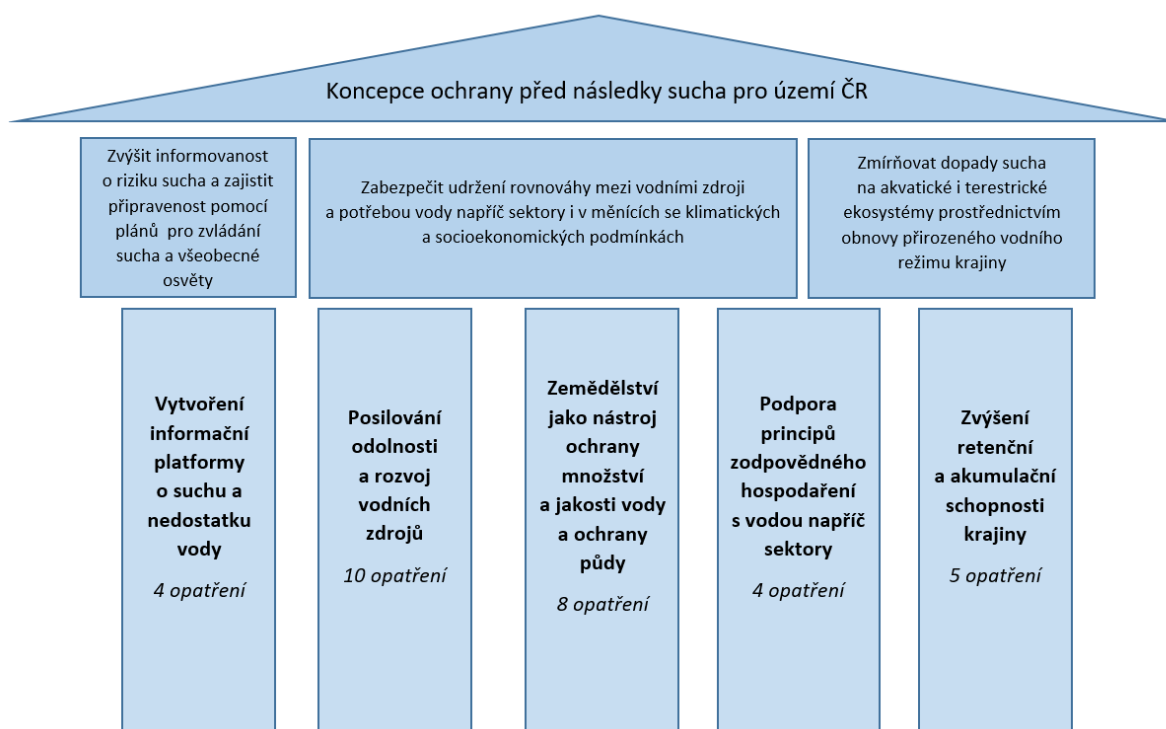 Koncepce ochrany před následky sucha pro území ČR
Zvýšit informovanost
o riziku sucha a zajistit
připravenost pomocí
plánů pro zvládání
sucha a všeobecné
osvěty
Zabezpečit udržení rovnováhy mezi vodními zdroji
a potřebou vody napříč sektory i v měnících se klimatických
a socioekonomických podmínkách
Zmírňovat dopady sucha
na akvatické i terestrické
ekosystémy prostřednictvím
obnovy přirozeného vodního
režimu krajiny
Vytvoření
informační
platformy
o suchu a
nedostatku
vody
4 opatření
Posilování
odolnosti
a rozvoj
vodních
zdrojů
10 opatření
Zemědělství
jako nástroj
ochrany
množství
a jakosti vody
a ochrany
půdy
8 opatření
Podpora
principů
zodpovědného
hospodaření
s vodou napříč
sektory
4 opatření
Zvýšení
retenční
a akumulační
schopnosti
krajiny
5 opatření